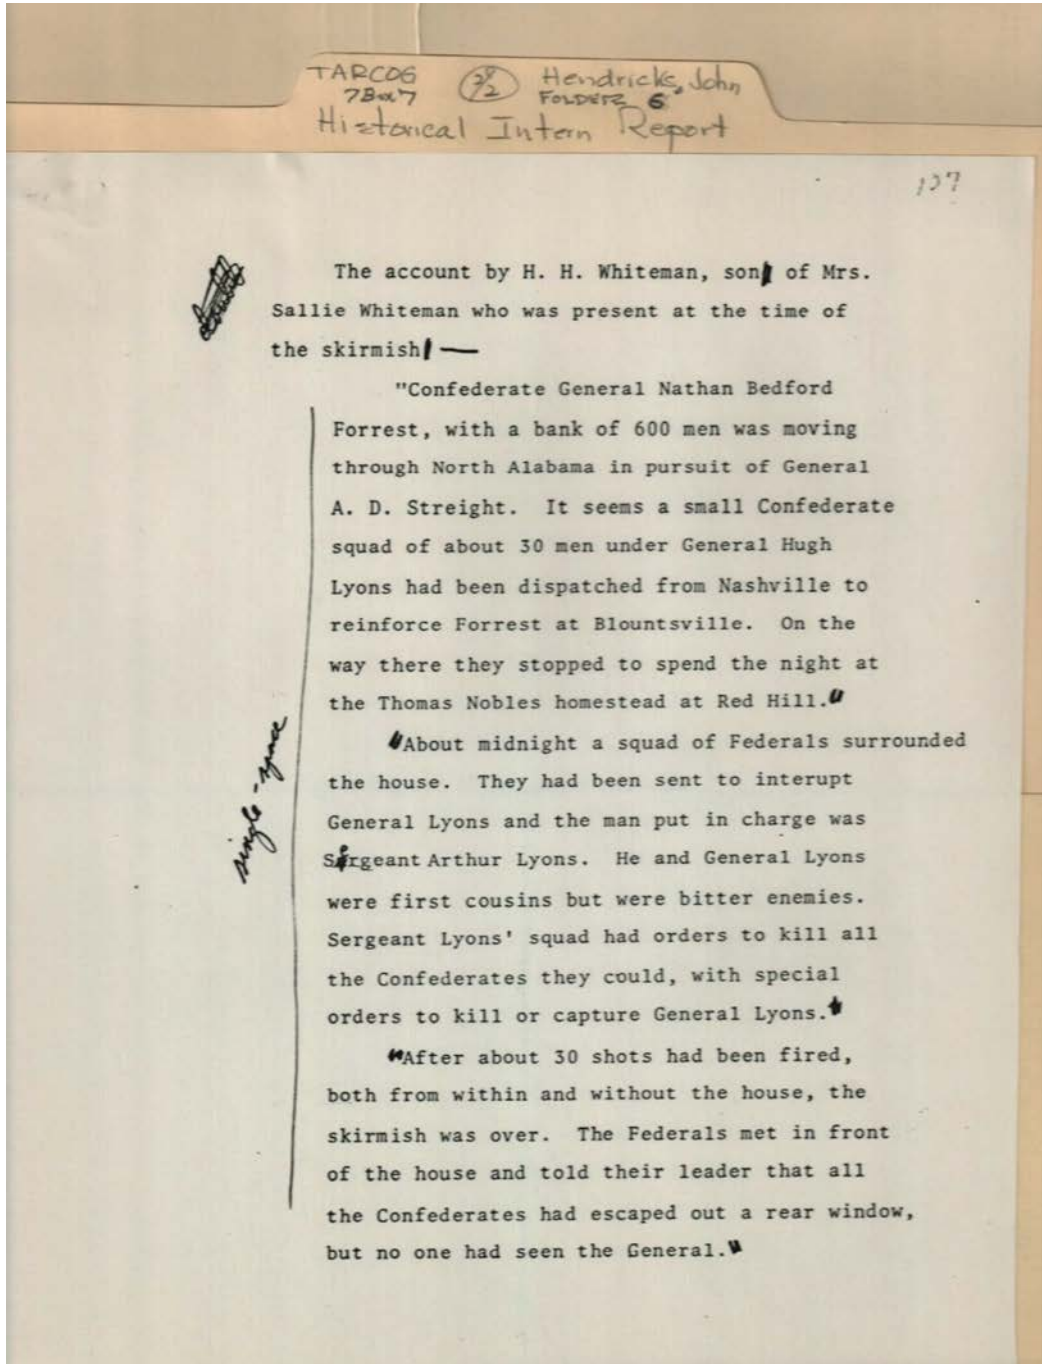 TARCOG
7Box7
2/2
Hendricks, John
FOLDER 6
Historical Intern Report
127
The account by H. H. Whiteman, son of Mrs.
Sallie Whiteman who was present at the time of
the skirmish —
"Confederate General Nathan Bedford
Forrest, with a bank of 600 men was moving
through North Alabama in pursuit of General
A. D. Streight. It seems a small Confederate
squad of about 30 men under General Hugh
Lyons had been dispatched from Nashville to
reinforce Forrest at Blountsville. On the
way there they stopped to spend the night at
the Thomas Nobles homestead at Red Hill."
"About midnight a squad of Federals surrounded
the house. They had been sent to interupt
General Lyons and the man put in charge was
Sergeant Arthur Lyons. He and General Lyons
were first cousins but were bitter enemies.
Sergeant Lyons' squad had orders to kill all
the Confederates they could, with special
orders to kill or capture General Lyons."
"After about 30 shots had been fired,
both from within and without the house, the
skirmish was over. The Federals met in front
of the house and told their leader that all
the Confederates had escaped out a rear window,
but no one had seen the General."
single-space